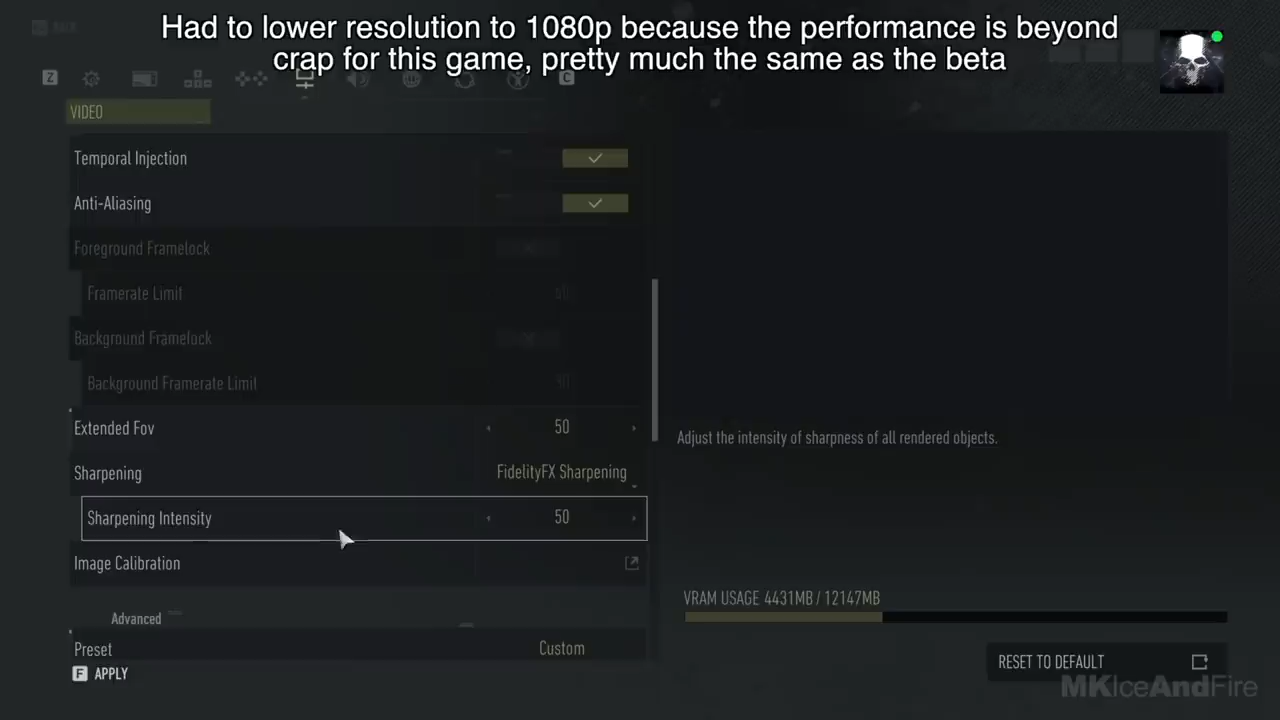 Had to lower resolution to 1080p because the performance is beyond
crap for this game, pretty much the same as the beta
Z
C
VIDEO
Temporal Injection
Anti-Aliasing
Foreground Framelock
Framerate Limit
Background Framelock
Background Framerate Limit
Extended Fov 50
Sharpening FidelityFX Sharpening
Sharpening Intensity 50
Image Calibration
Advanced
Preset Custom
F APPLY
Adjust the intensity of sharpness of all rendered objects.
VRAM USAGE 4431MB / 12147MB
RESET TO DEFAULT
MKIceAndFire